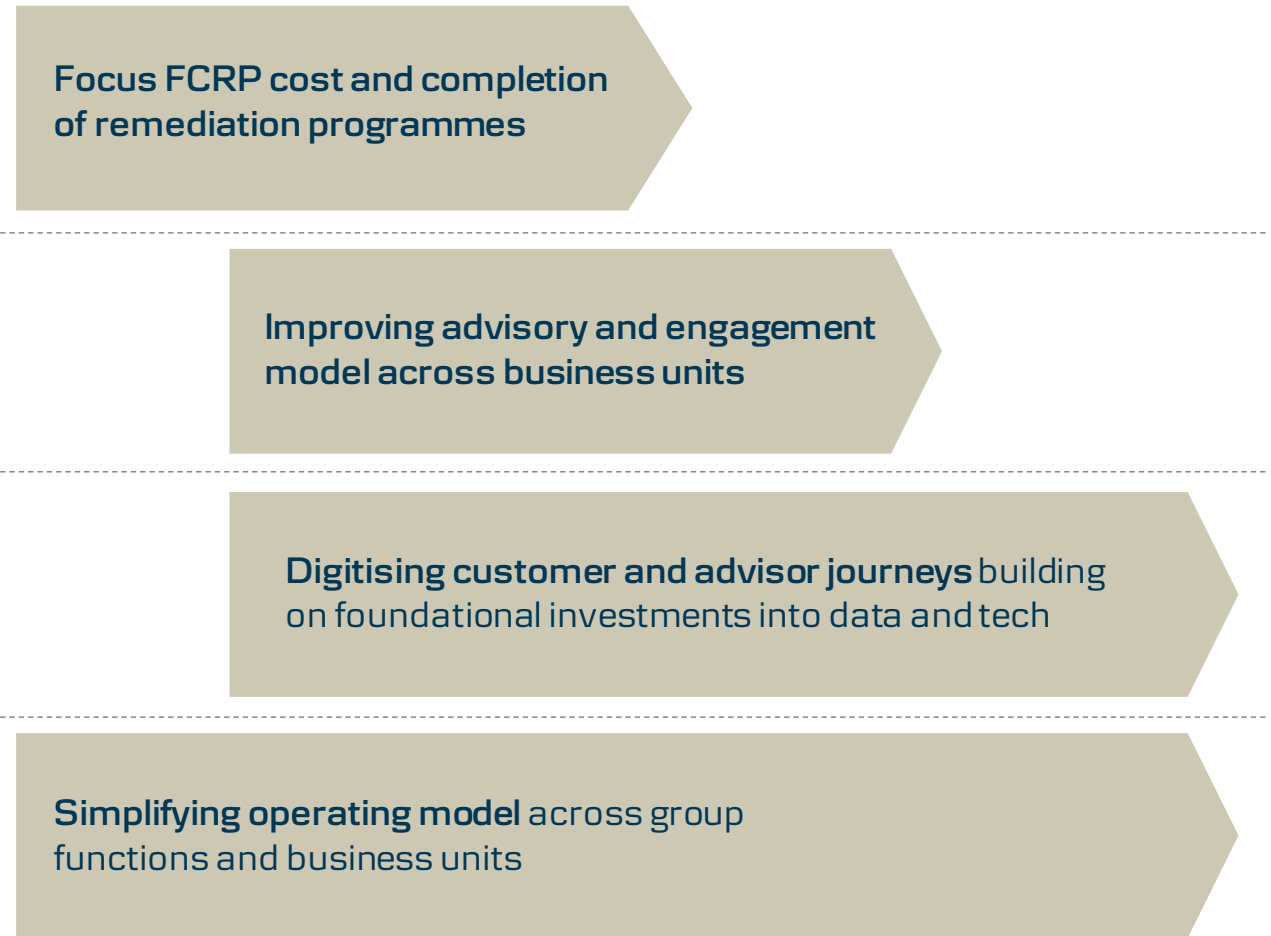 Focus FCRP cost and completion
of remediation programmes
Improving advisory and engagement
model across business units
Digitising customer and advisor journeys building
on foundational investments into data and tech
Simplifying operating model across group
functions and business units